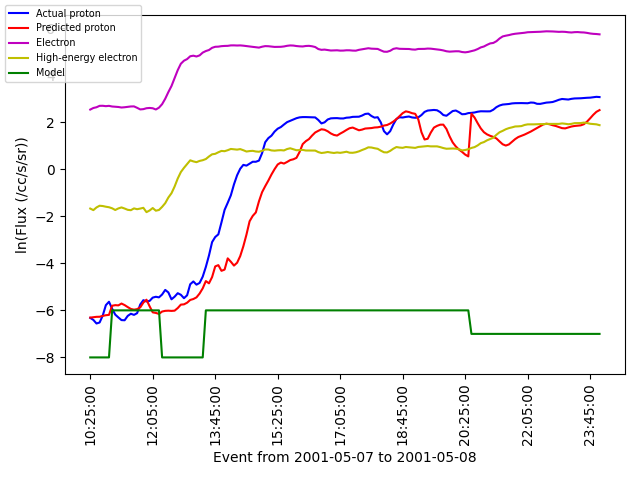 Actual proton
Predicted proton
Electron
High-energy electron
Model
ln(Flux (/cc/s/sr))
2
0
−2
−4
−6
−8
10:25:00
12:05:00
13:45:00
15:25:00
17:05:00
18:45:00
20:25:00
22:05:00
23:45:00
Event from 2001-05-07 to 2001-05-08